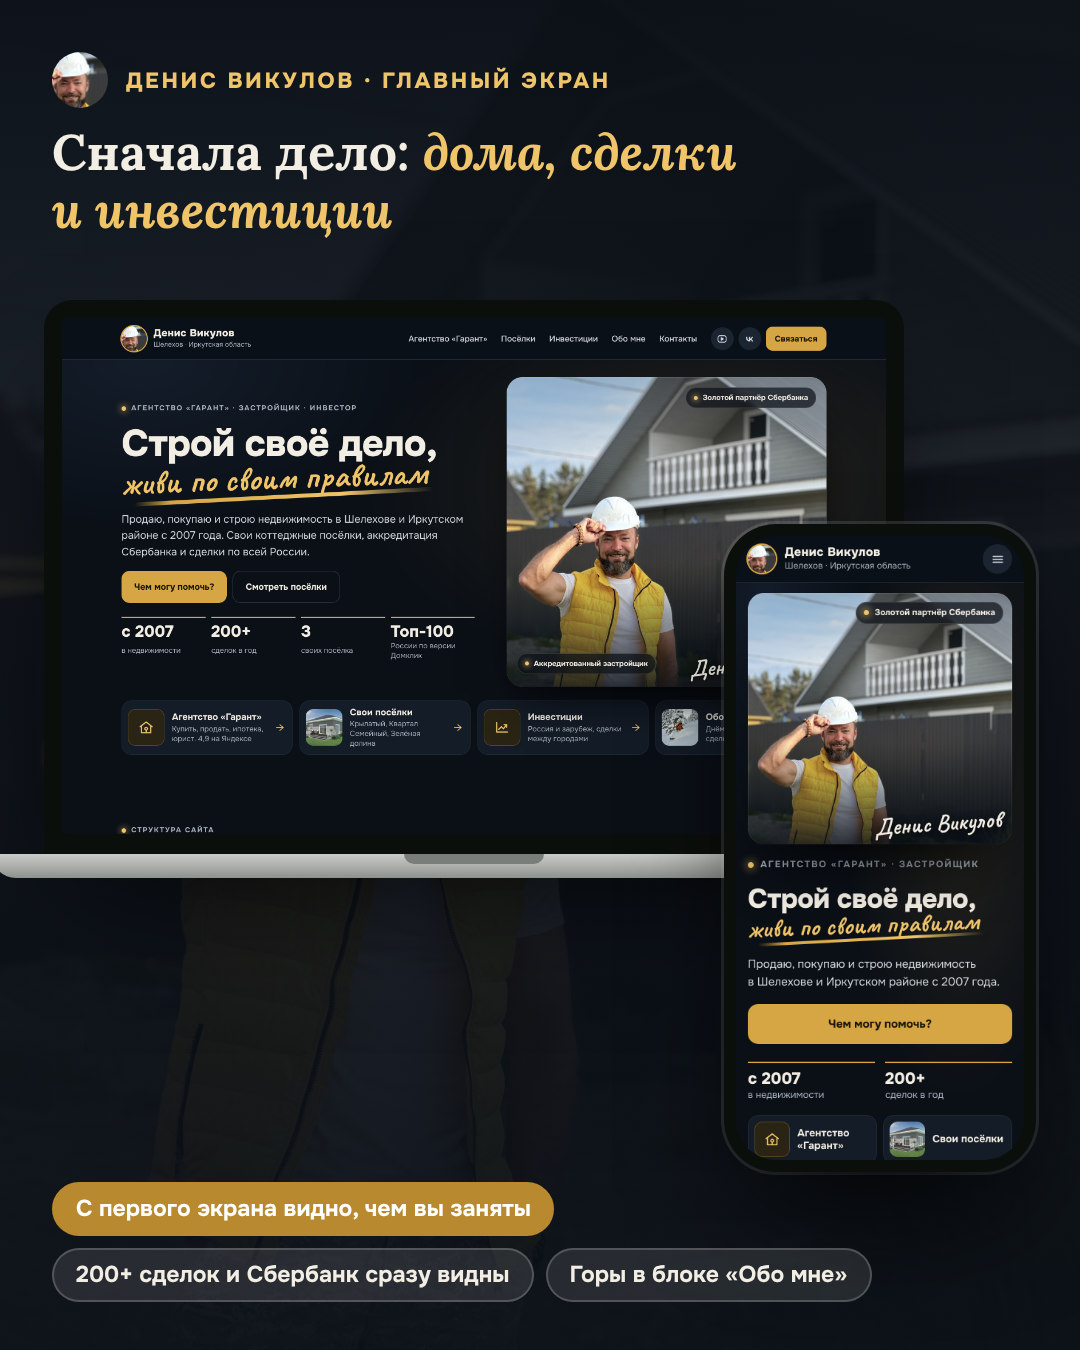 ДЕНИС ВИКУЛОВ · ГЛАВНЫЙ ЭКРАН
Сначала дело: дома, сделки
и инвестиции
Денис Викулов
Шелехов · Иркутская область
Агентство «Гарант» Посёлки Инвестиции Обо мне Контакты
Связаться
АГЕНТСТВО «ГАРАНТ» · ЗАСТРОЙЩИК · ИНВЕСТОР
Строй своё дело,
живи по своим правилам
Продаю, покупаю и строю недвижимость в Шелехове и Иркутском
районе с 2007 года. Свои коттеджные посёлки, аккредитация
Сбербанка и сделки по всей России.
Чем могу помочь? Смотреть посёлки
с 2007 200+ 3 Топ-100
в недвижимости сделок в год своих посёлка России по версии
Домклик
Золотой партнёр Сбербанка
Аккредитованный застройщик
Ден
Агентство «Гарант»
Купить, продать, ипотека,
юрист. 4,9 на Яндексе
Свои посёлки
Крылатый, Квартал
Семейный, Зелёная
долина
Инвестиции
Россия и зарубеж, сделки
между городами
Обо
Днём
сдел
СТРУКТУРА САЙТА
Денис Викулов
Шелехов · Иркутская область
Золотой партнёр Сбербанка
Денис Викулов
АГЕНТСТВО «ГАРАНТ» · ЗАСТРОЙЩИК
Строй своё дело,
живи по своим правилам
Продаю, покупаю и строю недвижимость
в Шелехове и Иркутском районе с 2007 года.
Чем могу помочь?
с 2007 200+
в недвижимости сделок в год
Агентство
«Гарант»
Свои посёлки
С первого экрана видно, чем вы заняты
200+ сделок и Сбербанк сразу видны
Горы в блоке «Обо мне»